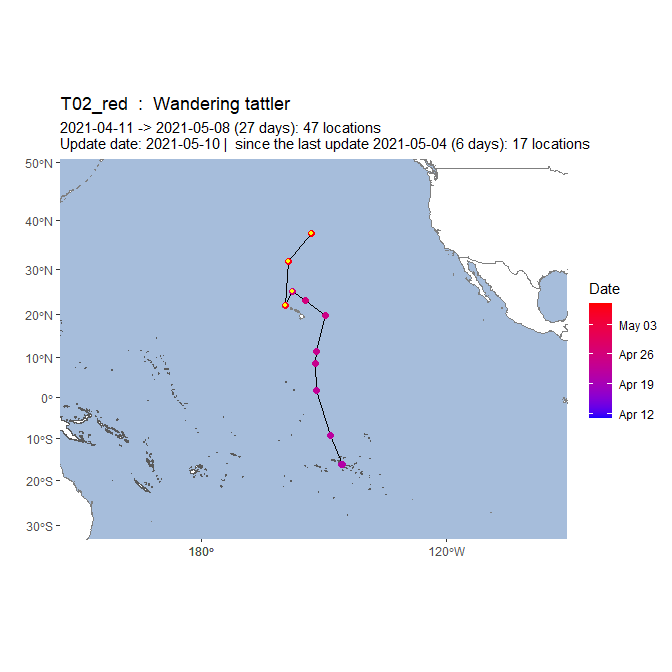 T02_red : Wandering tattler
2021-04-11 -> 2021-05-08 (27 days): 47 locations
Update date: 2021-05-10 | since the last update 2021-05-04 (6 days): 17 locations
50°N
40°N
30°N
20°N
10°N
0°
10°S
20°S
30°S
180°
120°W
Date
May 03
Apr 26
Apr 19
Apr 12